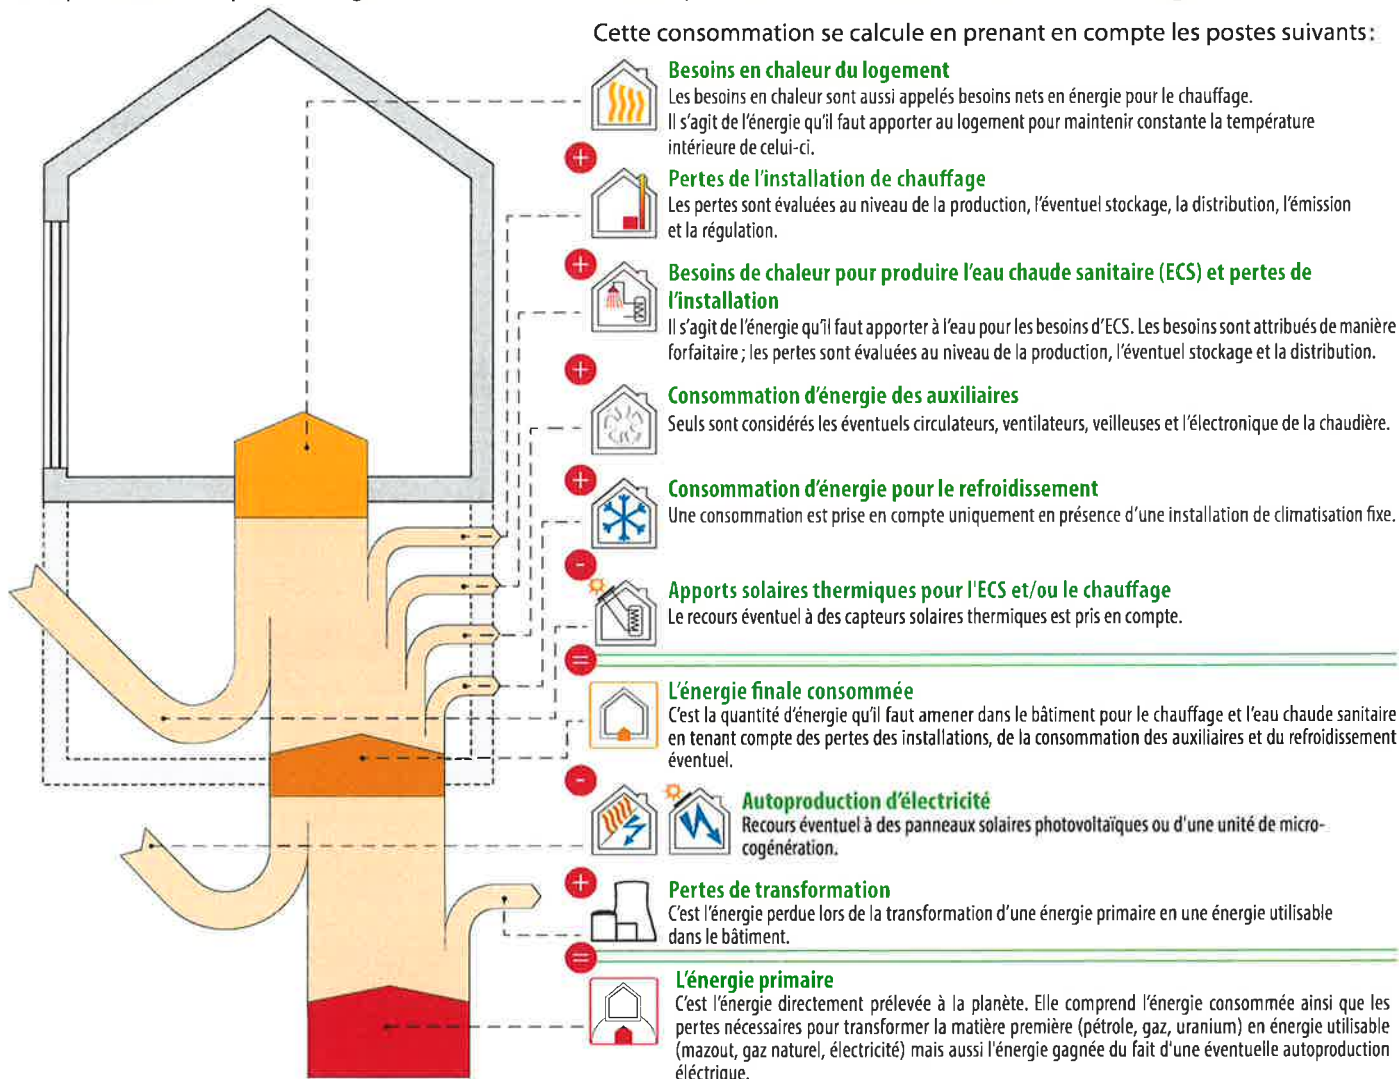 Cette consommation se calcule en prenant en compte les postes suivants:
Besoins en chaleur du logement
Les besoins en chaleur sont aussi appelés besoins nets en énergie pour le chauffage.
Il s'agit de l'énergie qu'il faut apporter au logement pour maintenir constante la température
intérieure de celui-ci.
+
Pertes de l'installation de chauffage
Les pertes sont évaluées au niveau de la production, l'éventuel stockage, la distribution, l'émission
et la régulation.
+
Besoins de chaleur pour produire l'eau chaude sanitaire (ECS) et pertes de
l'installation
Il s'agit de l'énergie qu'il faut apporter à l'eau pour les besoins d'ECS. Les besoins sont attribués de manière
forfaitaire; les pertes sont évaluées au niveau de la production, l'éventuel stockage et la distribution.
+
Consommation d'énergie des auxiliaires
Seuls sont considérés les éventuels circulateurs, ventilateurs, veilleuses et l'électronique de la chaudière.
+
Consommation d'énergie pour le refroidissement
Une consommation est prise en compte uniquement en présence d'une installation de climatisation fixe.
-
Apports solaires thermiques pour l'ECS et/ou le chauffage
Le recours éventuel à des capteurs solaires thermiques est pris en compte.
=
L'énergie finale consommée
C'est la quantité d'énergie qu'il faut amener dans le bâtiment pour le chauffage et l'eau chaude sanitaire
en tenant compte des pertes des installations, de la consommation des auxiliaires et du refroidissement
éventuel.
-
Autoproduction d'électricité
Recours éventuel à des panneaux solaires photovoltaïques ou d'une unité de micro-
cogénération.
+
Pertes de transformation
C'est l'énergie perdue lors de la transformation d'une énergie primaire en une énergie utilisable
dans le bâtiment.
=
L'énergie primaire
C'est l'énergie directement prélevée à la planète. Elle comprend l'énergie consommée ainsi que les
pertes nécessaires pour transformer la matière première (pétrole, gaz, uranium) en énergie utilisable
(mazout, gaz naturel, électricité) mais aussi l'énergie gagnée du fait d'une éventuelle autoproduction
éléctrique.